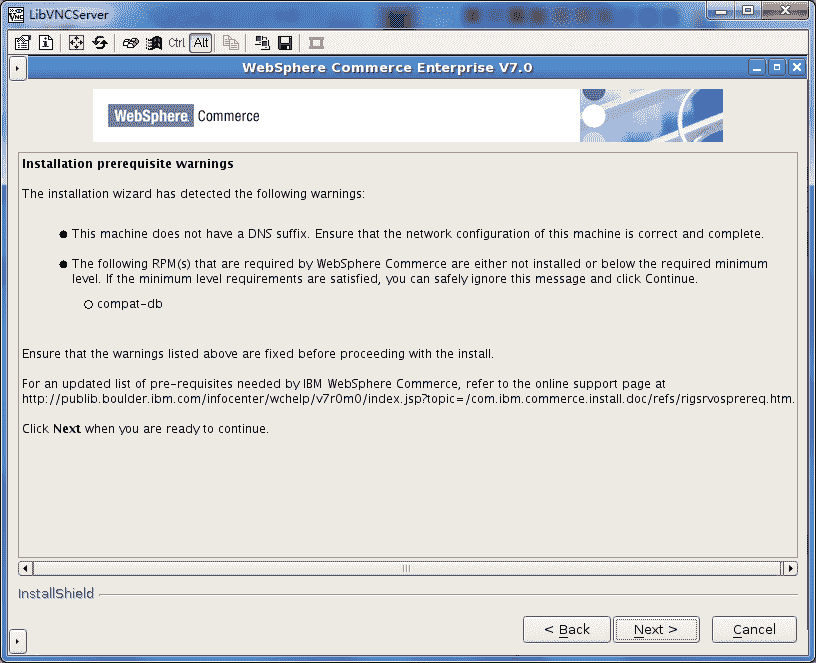 LibVNCServer
Ctrl Alt
WebSphere Commerce Enterprise V7.0
WebSphere Commerce
Installation prerequisite warnings
The installation wizard has detected the following warnings:
This machine does not have a DNS suffix. Ensure that the network configuration of this machine is correct and complete.
The following RPM(s) that are required by WebSphere Commerce are either not installed or below the required minimum
level. If the minimum level requirements are satisfied, you can safely ignore this message and click Continue.
compat-db
Ensure that the warnings listed above are fixed before proceeding with the install.
For an updated list of pre-requisites needed by IBM WebSphere Commerce, refer to the online support page at
http://publib.boulder.ibm.com/infocenter/wchelp/v7r0m0/index.jsp?topic=/com.ibm.commerce.install.doc/refs/rigsrvosprereq.htm.
Click Next when you are ready to continue.
InstallShield
< Back Next > Cancel